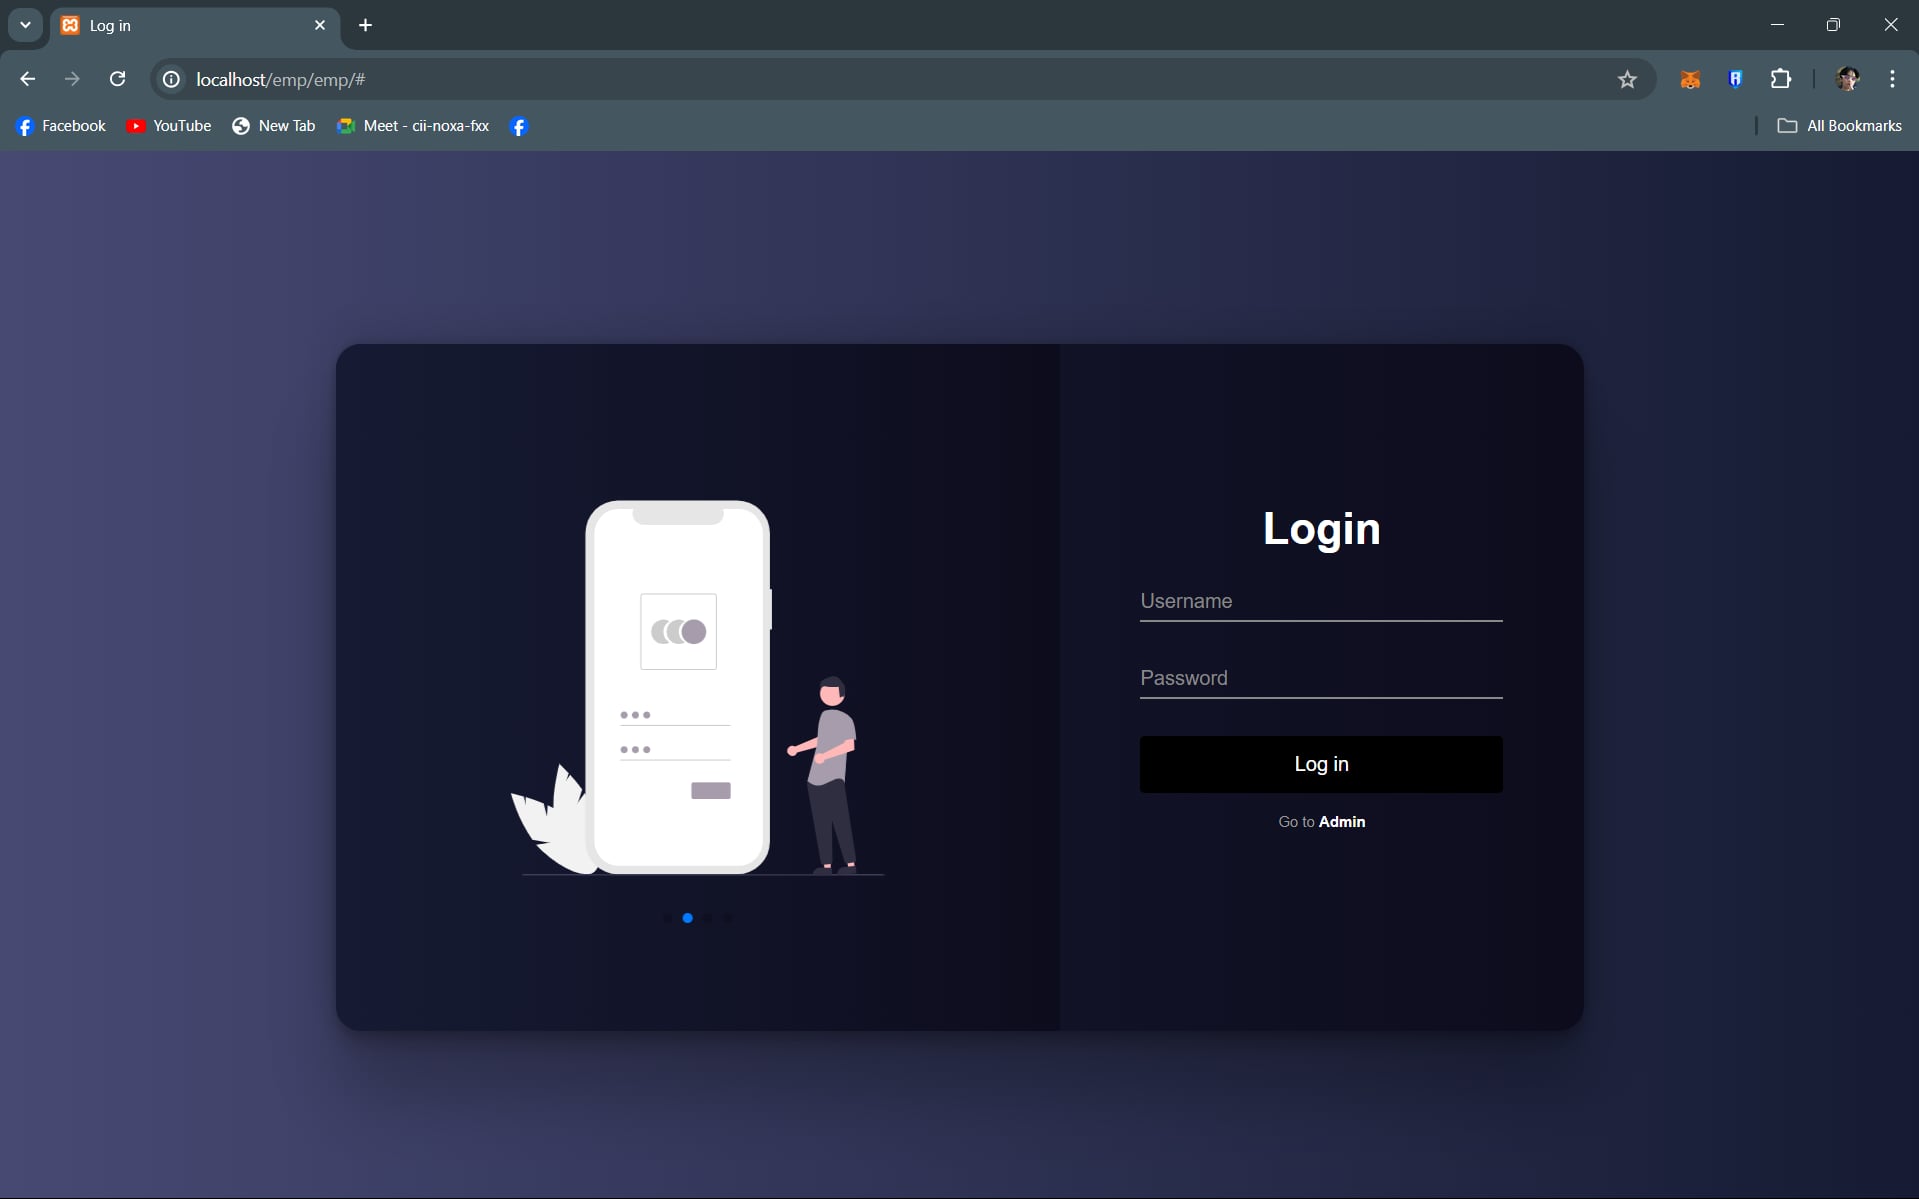 Log in
localhost/emp/emp/#
Facebook YouTube New Tab Meet - cii-noxa-fxx All Bookmarks
Login
Username
Password
Log in
Go to Admin